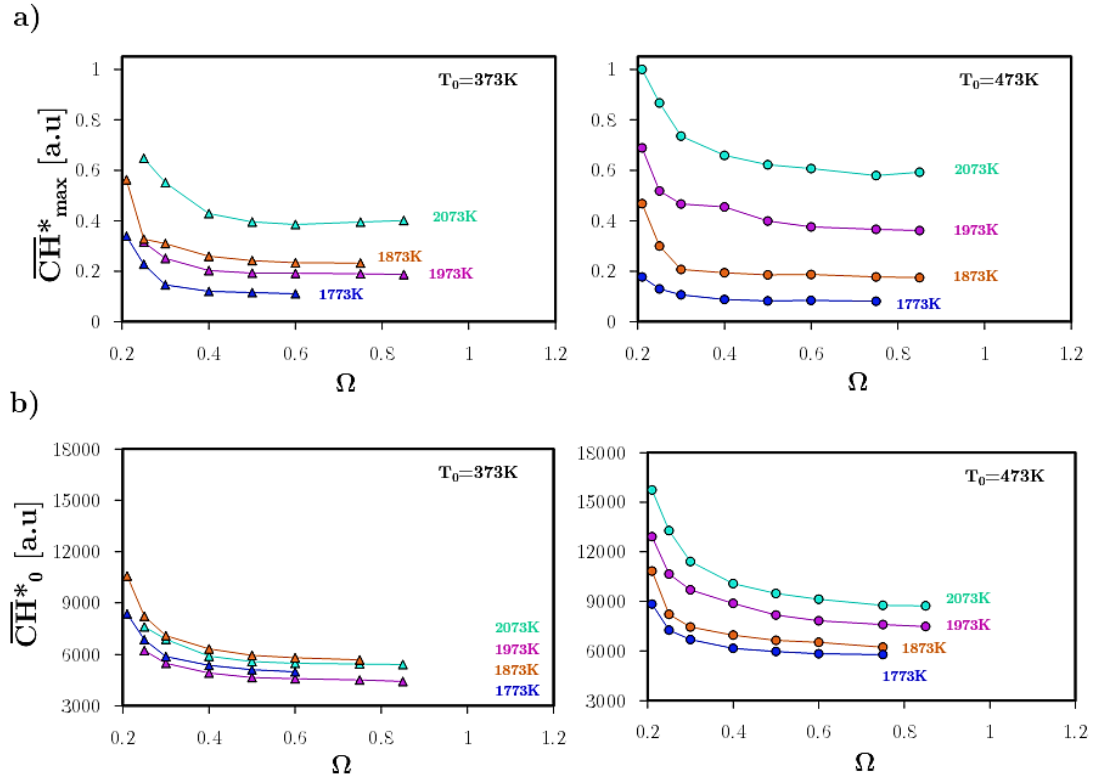 a)
T₀=373K
T₀=473K
C̅H̅*max [a.u]
1
0.8
0.6
0.4
0.2
0
2073K
1873K
1973K
1773K
0.2 0.4 0.6 0.8 1 1.2
Ω
1
0.8
0.6
0.4
0.2
0
2073K
1973K
1873K
1773K
0.2 0.4 0.6 0.8 1 1.2
Ω
b)
T₀=373K
T₀=473K
C̅H̅*₀ [a.u]
18000
15000
12000
9000
6000
3000
2073K
1973K
1873K
1773K
0.2 0.4 0.6 0.8 1 1.2
Ω
18000
15000
12000
9000
6000
3000
2073K
1973K
1873K
1773K
0.2 0.4 0.6 0.8 1 1.2
Ω